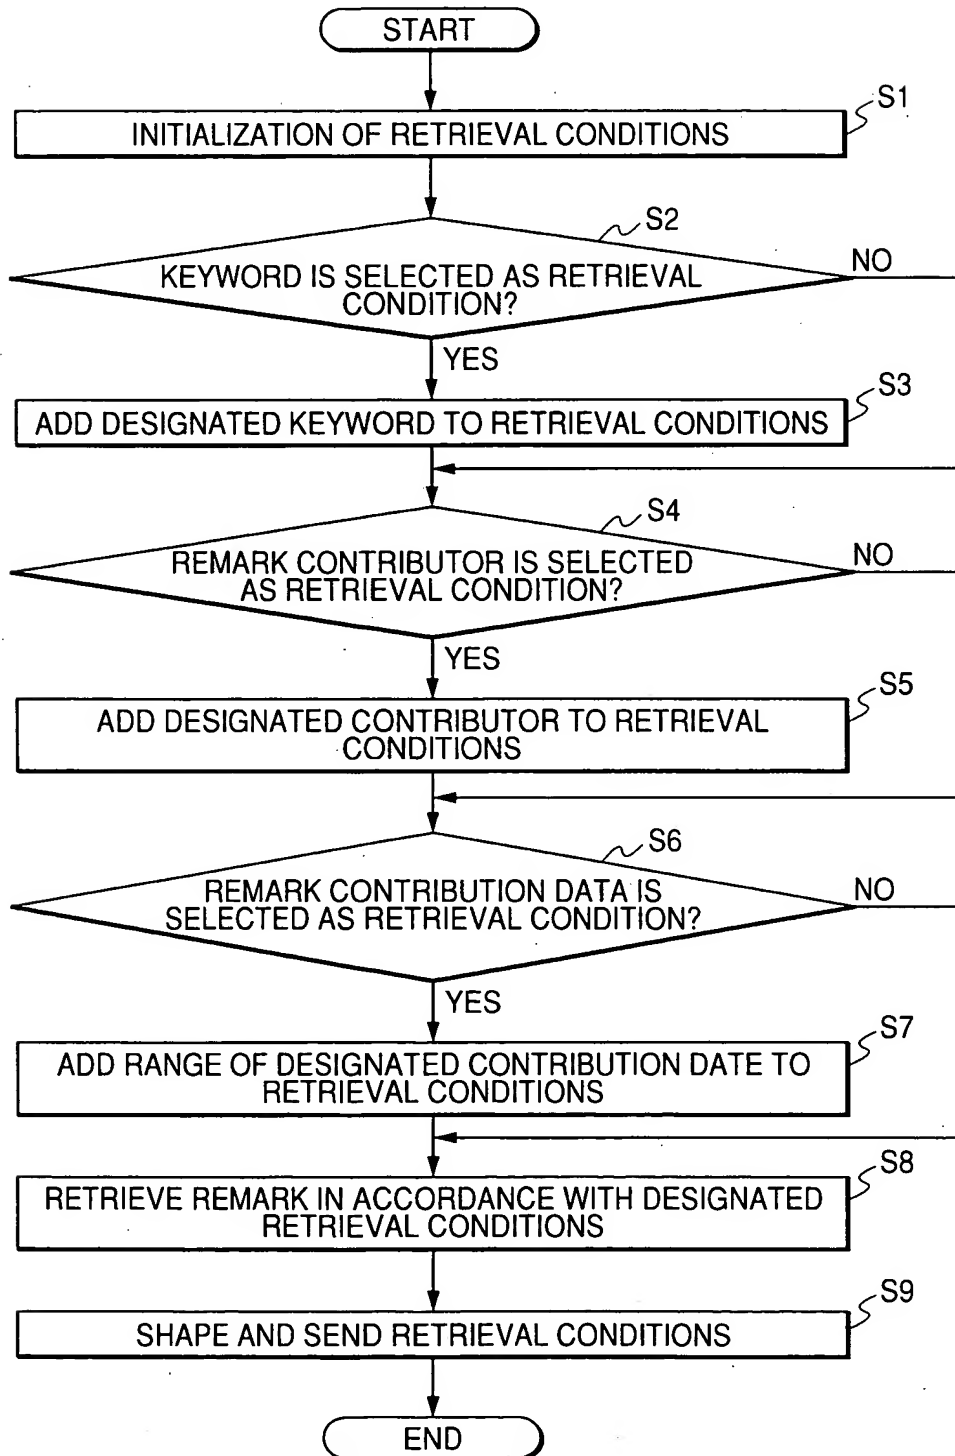 START
S1
INITIALIZATION OF RETRIEVAL CONDITIONS
S2
KEYWORD IS SELECTED AS RETRIEVAL
CONDITION?
NO
YES
S3
ADD DESIGNATED KEYWORD TO RETRIEVAL CONDITIONS
S4
REMARK CONTRIBUTOR IS SELECTED
AS RETRIEVAL CONDITION?
NO
YES
S5
ADD DESIGNATED CONTRIBUTOR TO RETRIEVAL
CONDITIONS
S6
REMARK CONTRIBUTION DATA IS
SELECTED AS RETRIEVAL CONDITION?
NO
YES
S7
ADD RANGE OF DESIGNATED CONTRIBUTION DATE TO
RETRIEVAL CONDITIONS
S8
RETRIEVE REMARK IN ACCORDANCE WITH DESIGNATED
RETRIEVAL CONDITIONS
S9
SHAPE AND SEND RETRIEVAL CONDITIONS
END